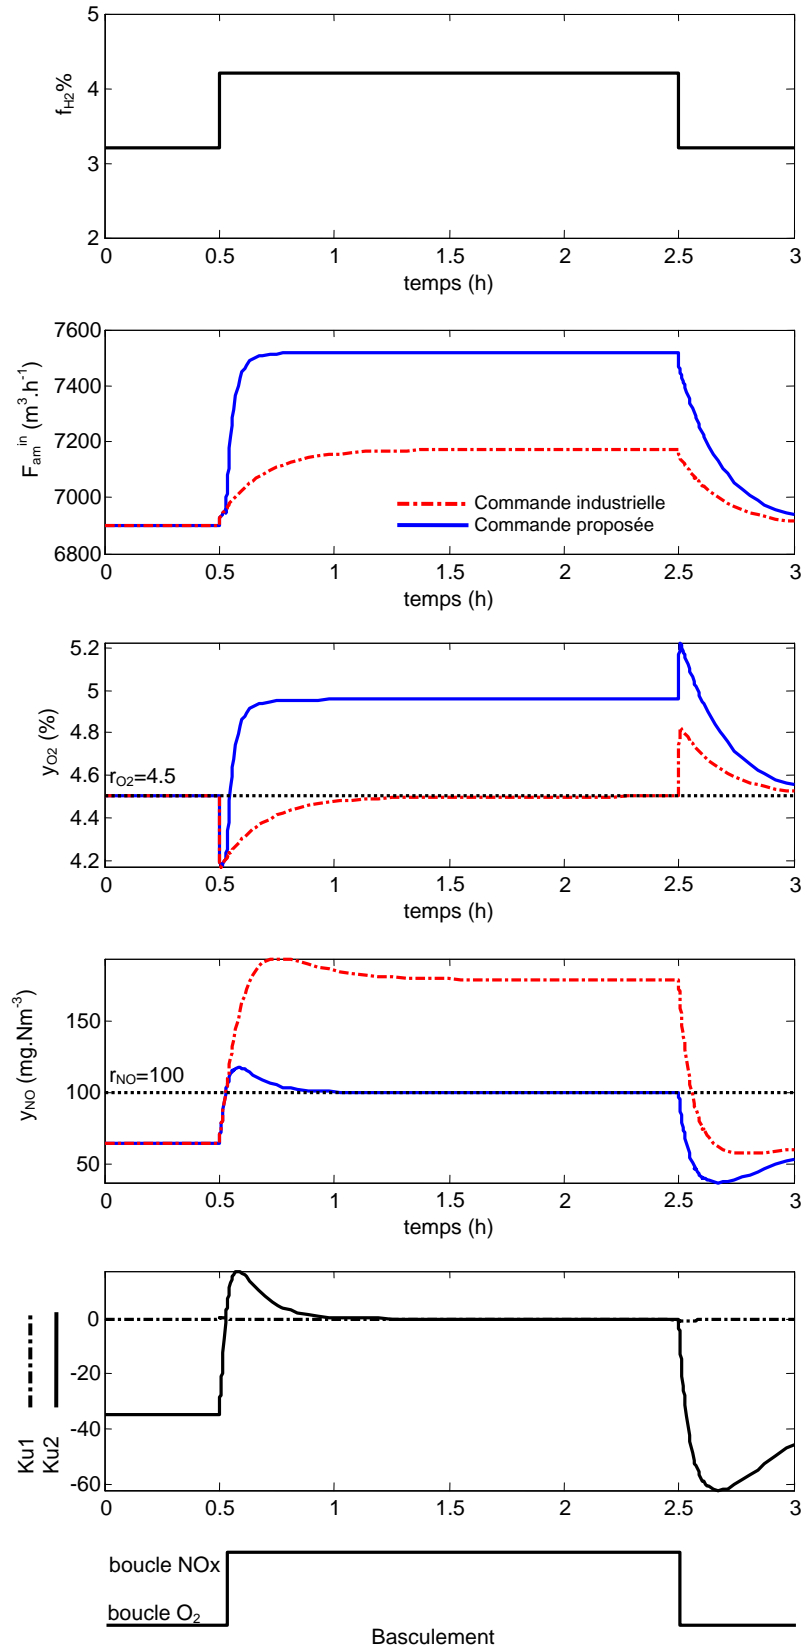 5
4
3
2
f_H2%
0 0.5 1 1.5 2 2.5 3
temps (h)
7600
7400
7200
7000
6800
F_am^in (m^3.h^-1)
Commande industrielle
Commande proposée
0 0.5 1 1.5 2 2.5 3
5.2
5
4.8
4.6
4.4
4.2
y_O2 (%)
r_O2=4.5
0 0.5 1 1.5 2 2.5 3
temps (h)
150
100
50
y_NO (mg.Nm^-3)
r_NO=100
0 0.5 1 1.5 2 2.5 3
temps (h)
0
-20
-40
-60
Ku1
Ku2
0 0.5 1 1.5 2 2.5 3
boucle NOx
boucle O_2
Basculement